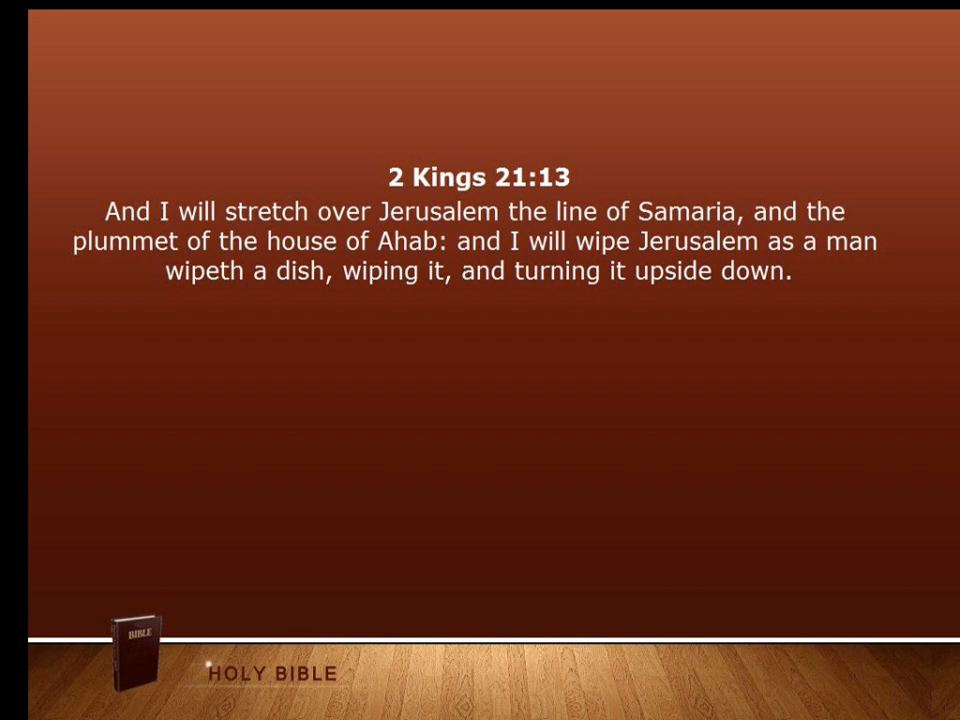 2 Kings 21:13
And I will stretch over Jerusalem the line of Samaria, and the
plummet of the house of Ahab: and I will wipe Jerusalem as a man
wipeth a dish, wiping it, and turning it upside down.
BIBLE
HOLY BIBLE